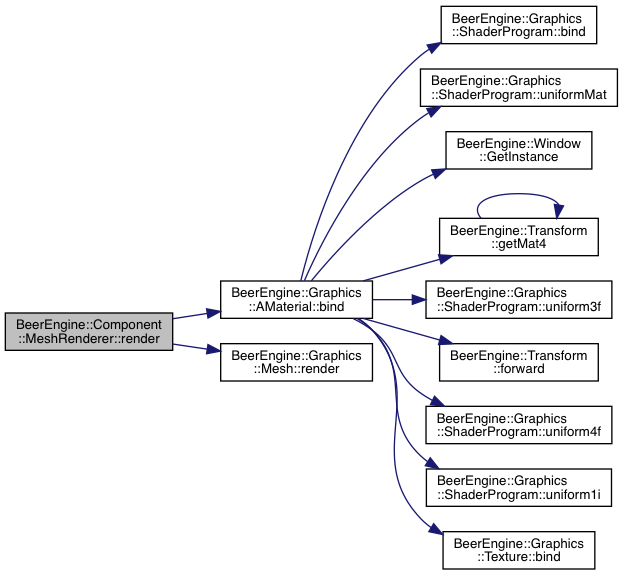 BeerEngine::Component
::MeshRenderer::render
BeerEngine::Graphics
::AMaterial::bind
BeerEngine::Graphics
::Mesh::render
BeerEngine::Graphics
::ShaderProgram::bind
BeerEngine::Graphics
::ShaderProgram::uniformMat
BeerEngine::Window
::GetInstance
BeerEngine::Transform
::getMat4
BeerEngine::Graphics
::ShaderProgram::uniform3f
BeerEngine::Transform
::forward
BeerEngine::Graphics
::ShaderProgram::uniform4f
BeerEngine::Graphics
::ShaderProgram::uniform1i
BeerEngine::Graphics
::Texture::bind